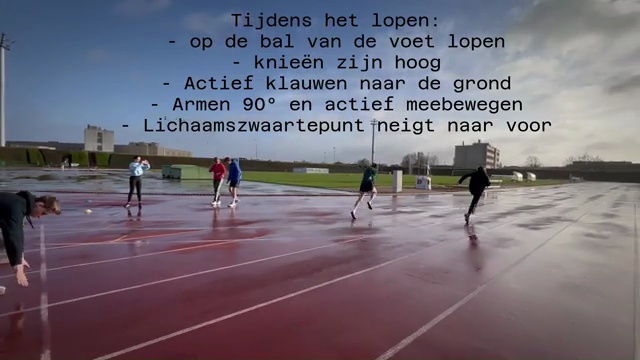 Tijdens het lopen:
- op de bal van de voet lopen
- knieën zijn hoog
- Actief klauwen naar de grond
- Armen 90° en actief meebewegen
- Lichaamszwaartepunt neigt naar voor